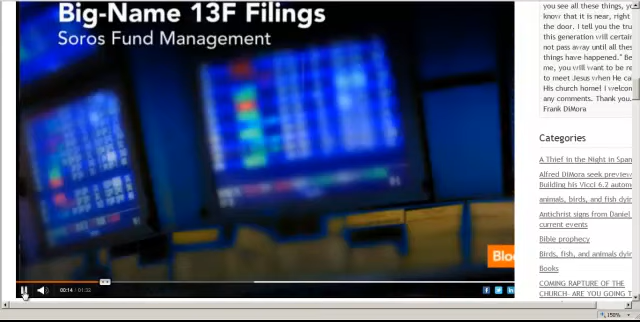 Big-Name 13F Filings
Soros Fund Management
Bloo
00:14 / 01:32
you see all these things, yo
know that it is near, right
the door. I tell you the tru
this generation will certain
not pass away until all thes
things have happened." Be
me, you will want to be re
to meet Jesus when He ca
His church home! I welcom
any comments. Thank you.
Frank DiMora
Categories
A Thief in the Night in Span
Alfred DiMora seek preview
Building his Vicci 6.2 autom
animals, birds, and fish dyin
Antichrist signs from Daniel
current events
Bible prophecy
Birds, fish, and animals dyin
Books
COMING RAPTURE OF THE
CHURCH- ARE YOU GOING T
150%